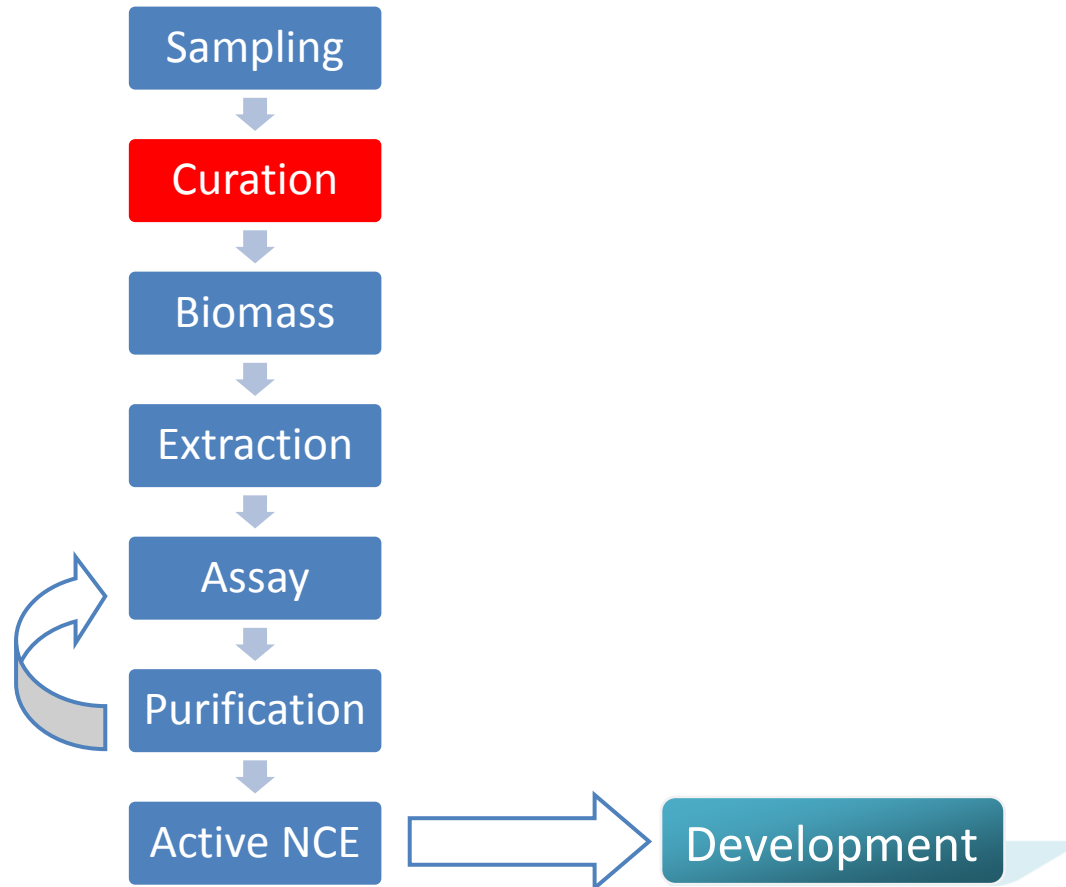 Sampling
Curation
Biomass
Extraction
Assay
Purification
Active NCE
Development